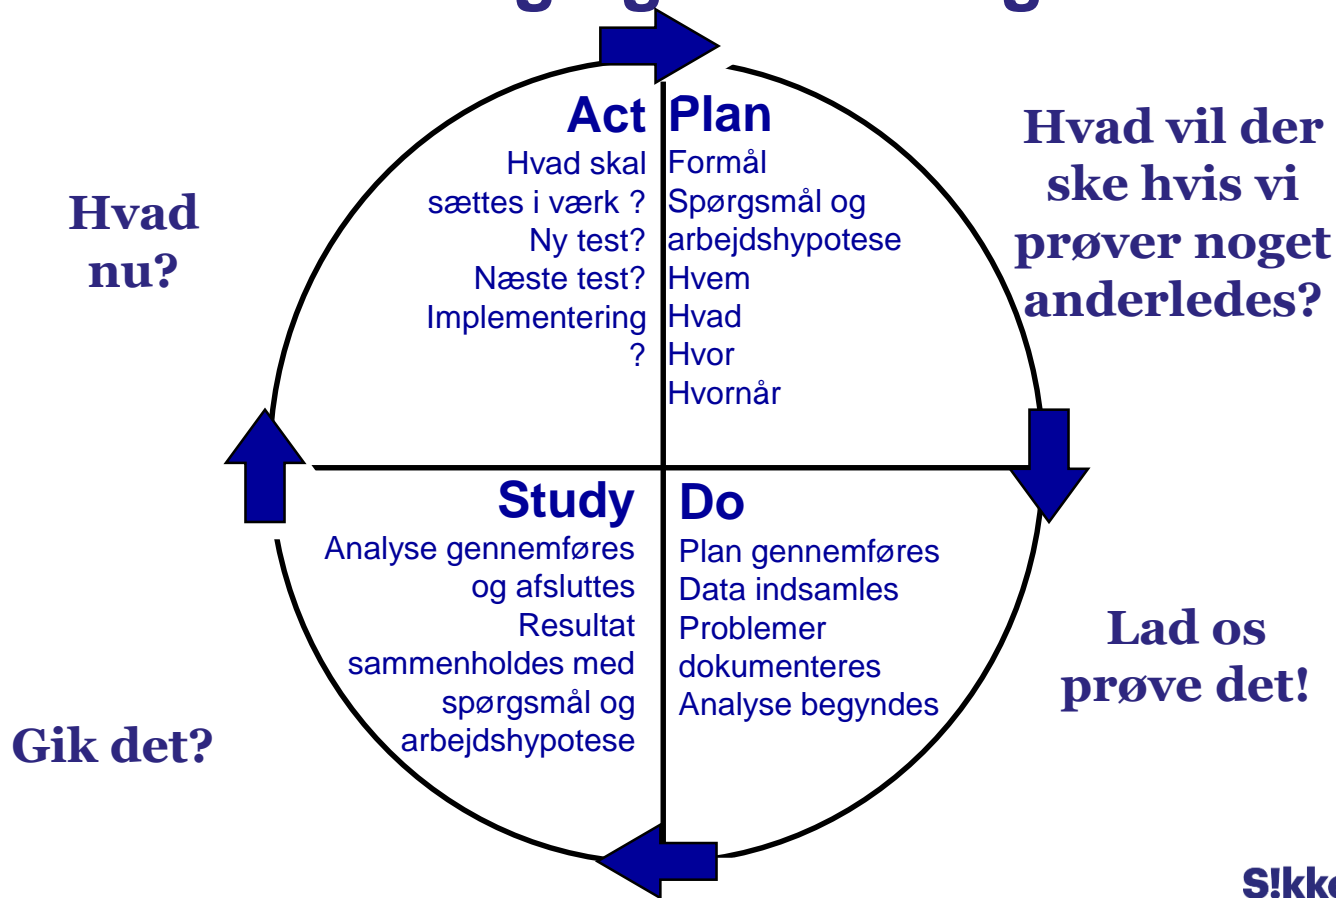 Act
Hvad skal
sættes i værk ?
Ny test?
Næste test?
Implementering
?
Plan
Formål
Spørgsmål og
arbejdshypotese
Hvem
Hvad
Hvor
Hvornår
Hvad vil der
ske hvis vi
prøver noget
anderledes?
Hvad
nu?
Study
Analyse gennemføres
og afsluttes
Resultat
sammenholdes med
spørgsmål og
arbejdshypotese
Do
Plan gennemføres
Data indsamles
Problemer
dokumenteres
Analyse begyndes
Lad os
prøve det!
Gik det?